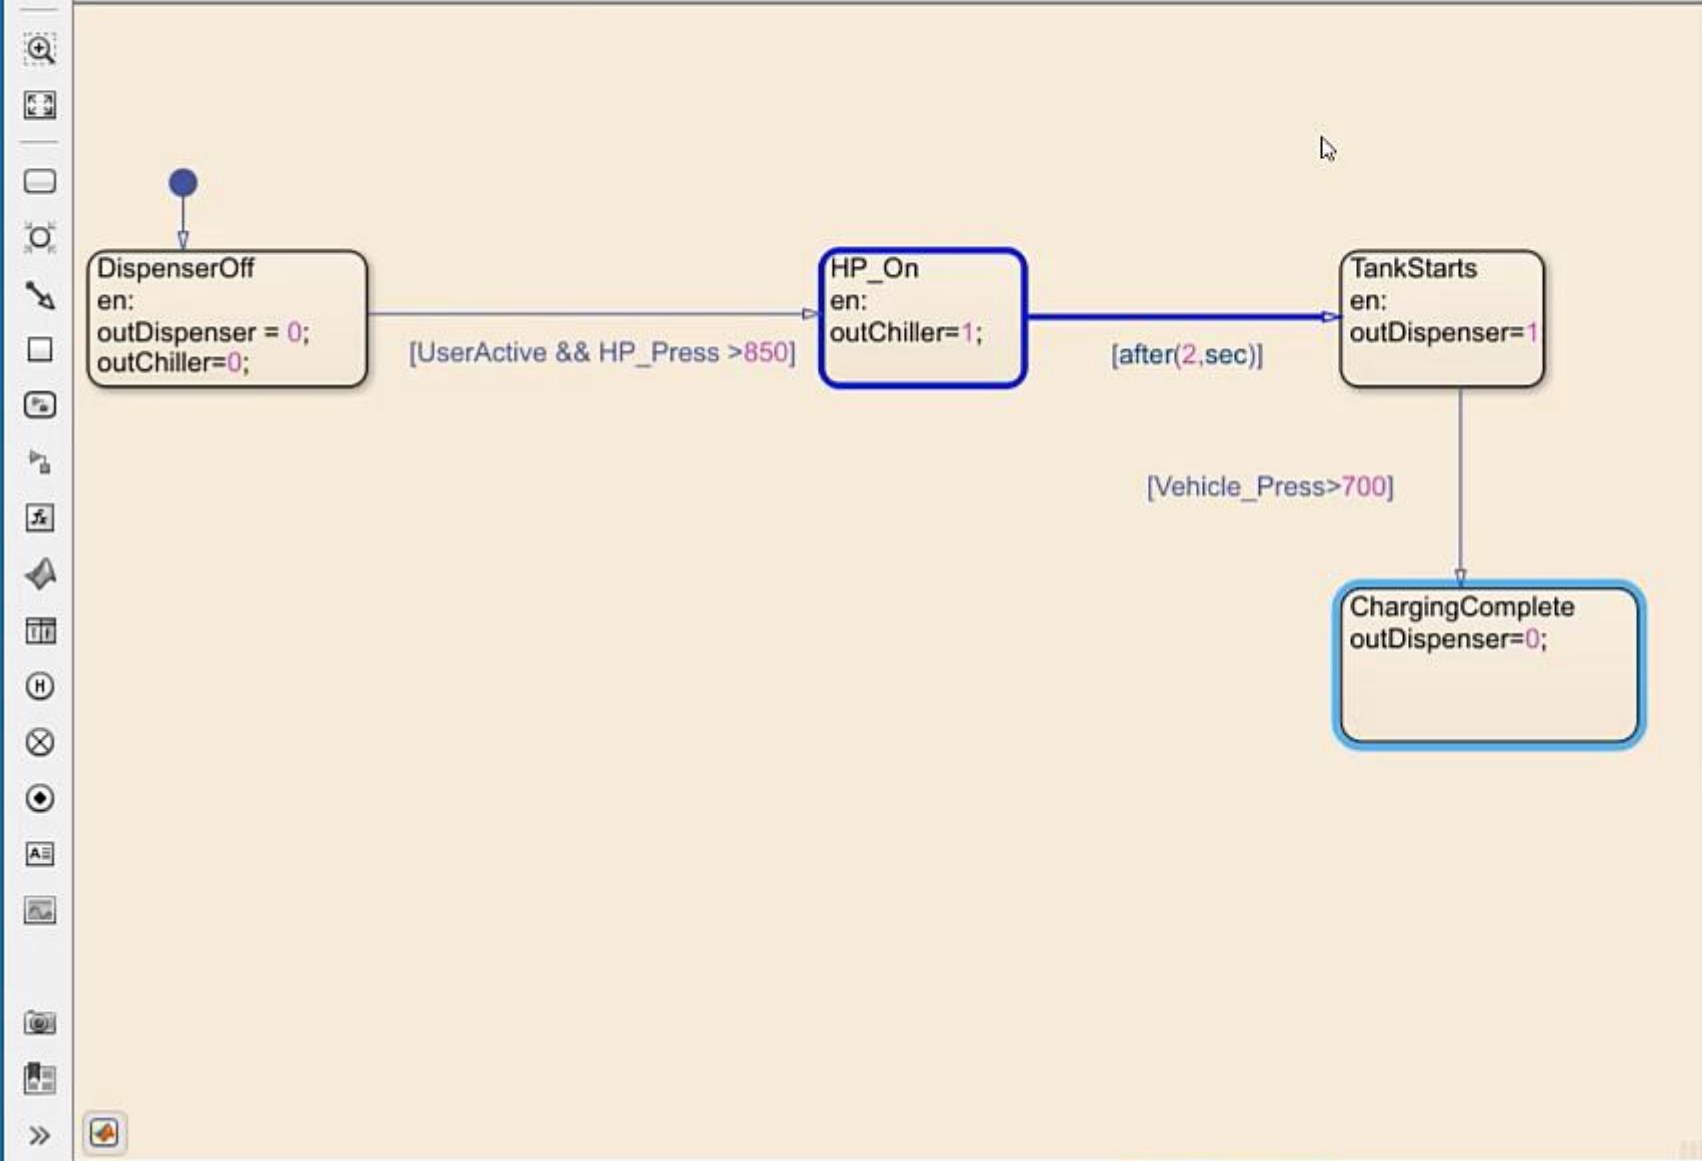 DispenserOff
en:
outDispenser = 0;
outChiller=0;
[UserActive && HP_Press >850]
HP_On
en:
outChiller=1;
[after(2,sec)]
TankStarts
en:
outDispenser=1
[Vehicle_Press>700]
ChargingComplete
outDispenser=0;